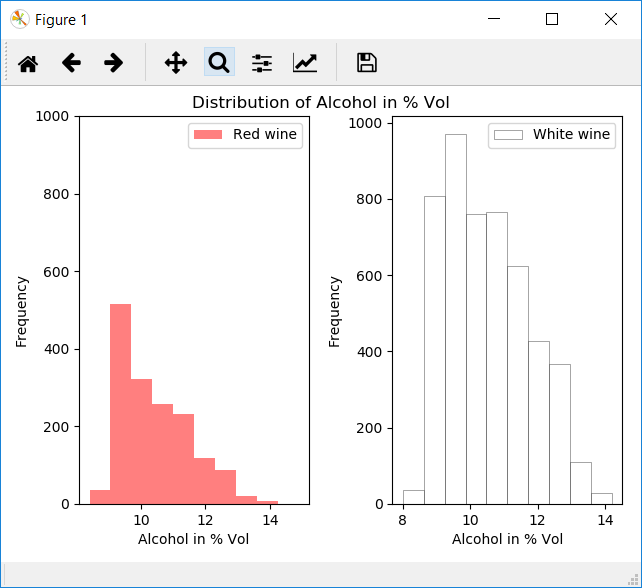 Figure 1
Distribution of Alcohol in % Vol
1000
800
600
400
200
0
Frequency
Red wine
10
12
14
Alcohol in % Vol
1000
800
600
400
200
0
Frequency
White wine
8
10
12
14
Alcohol in % Vol